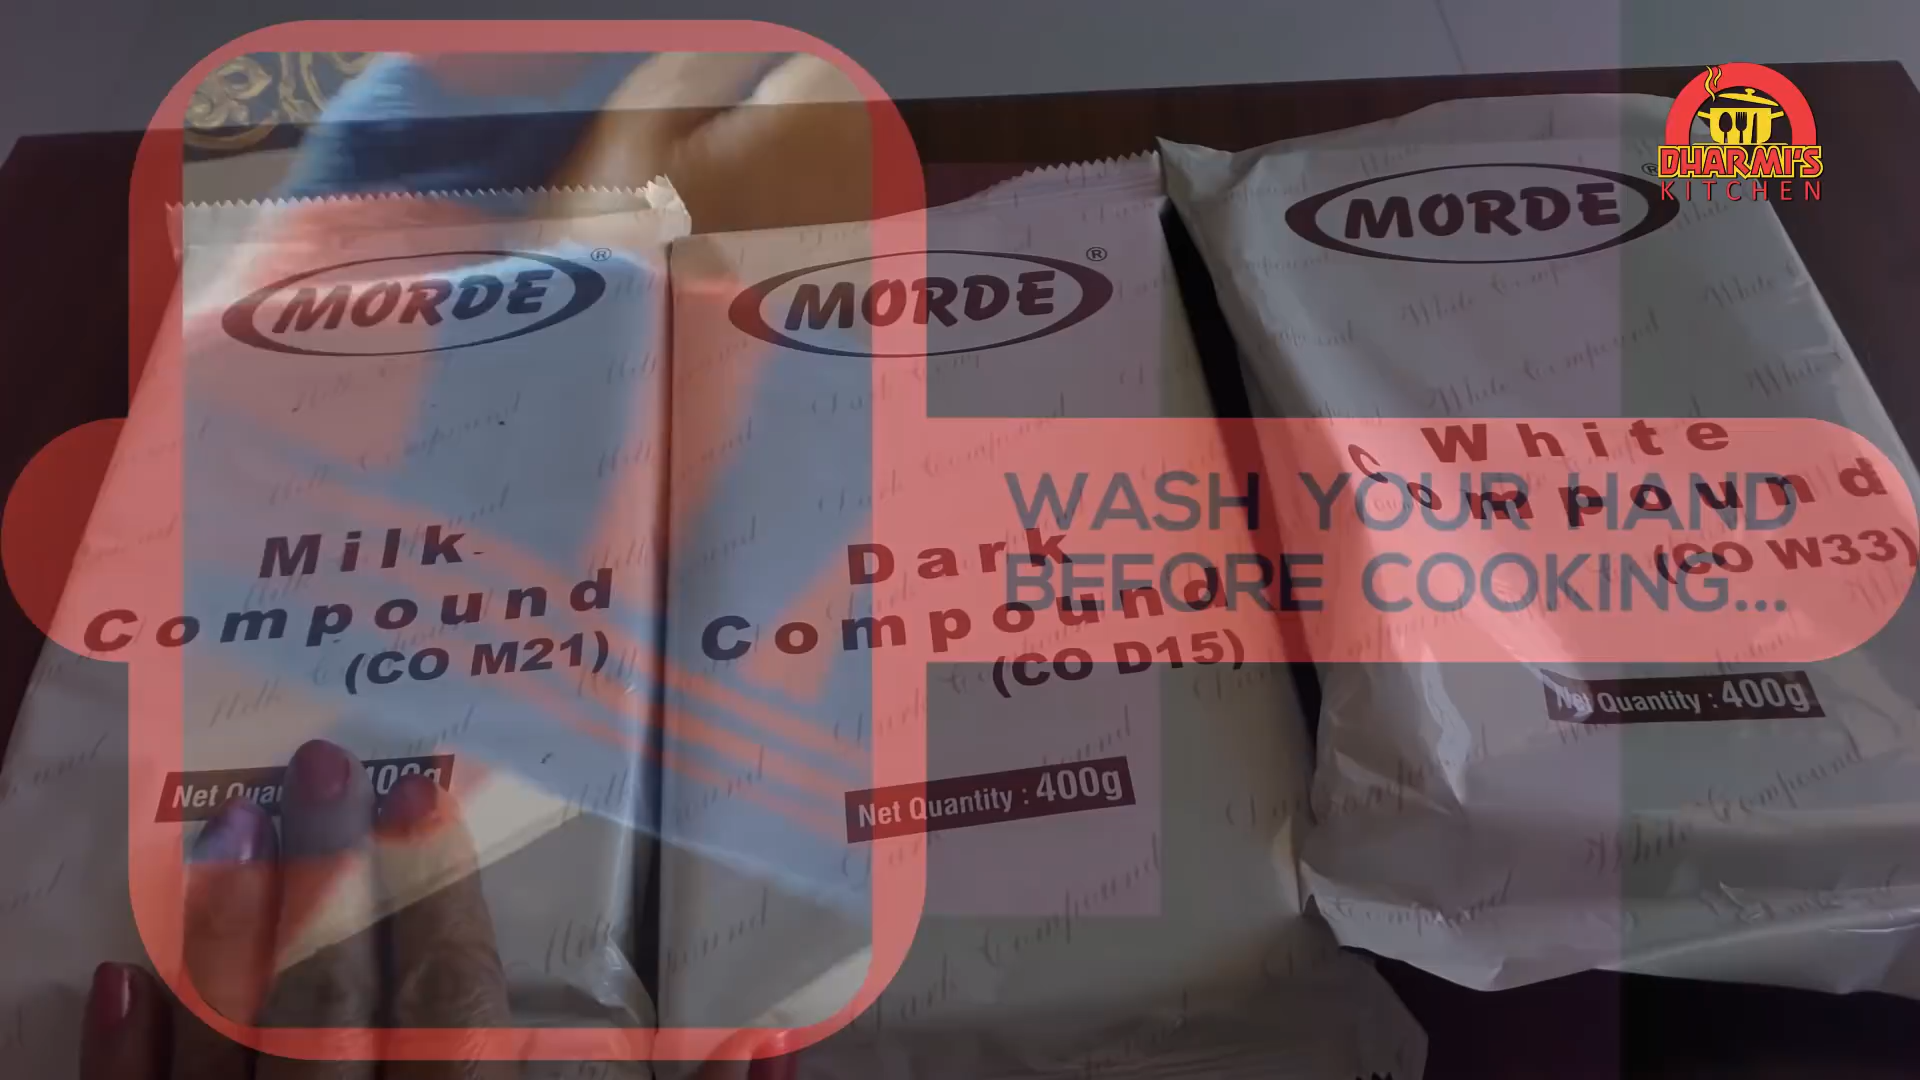 DHARMI'S
KITCHEN
MORDE ®
Milk
Compound
(CO M21)
Net 400g
MORDE ®
Dark
Compound
(CO D15)
Net Quantity : 400g
MORDE ®
White
Compound
(CO W33)
Net Quantity : 400g
WASH YOUR HAND
BEFORE COOKING...